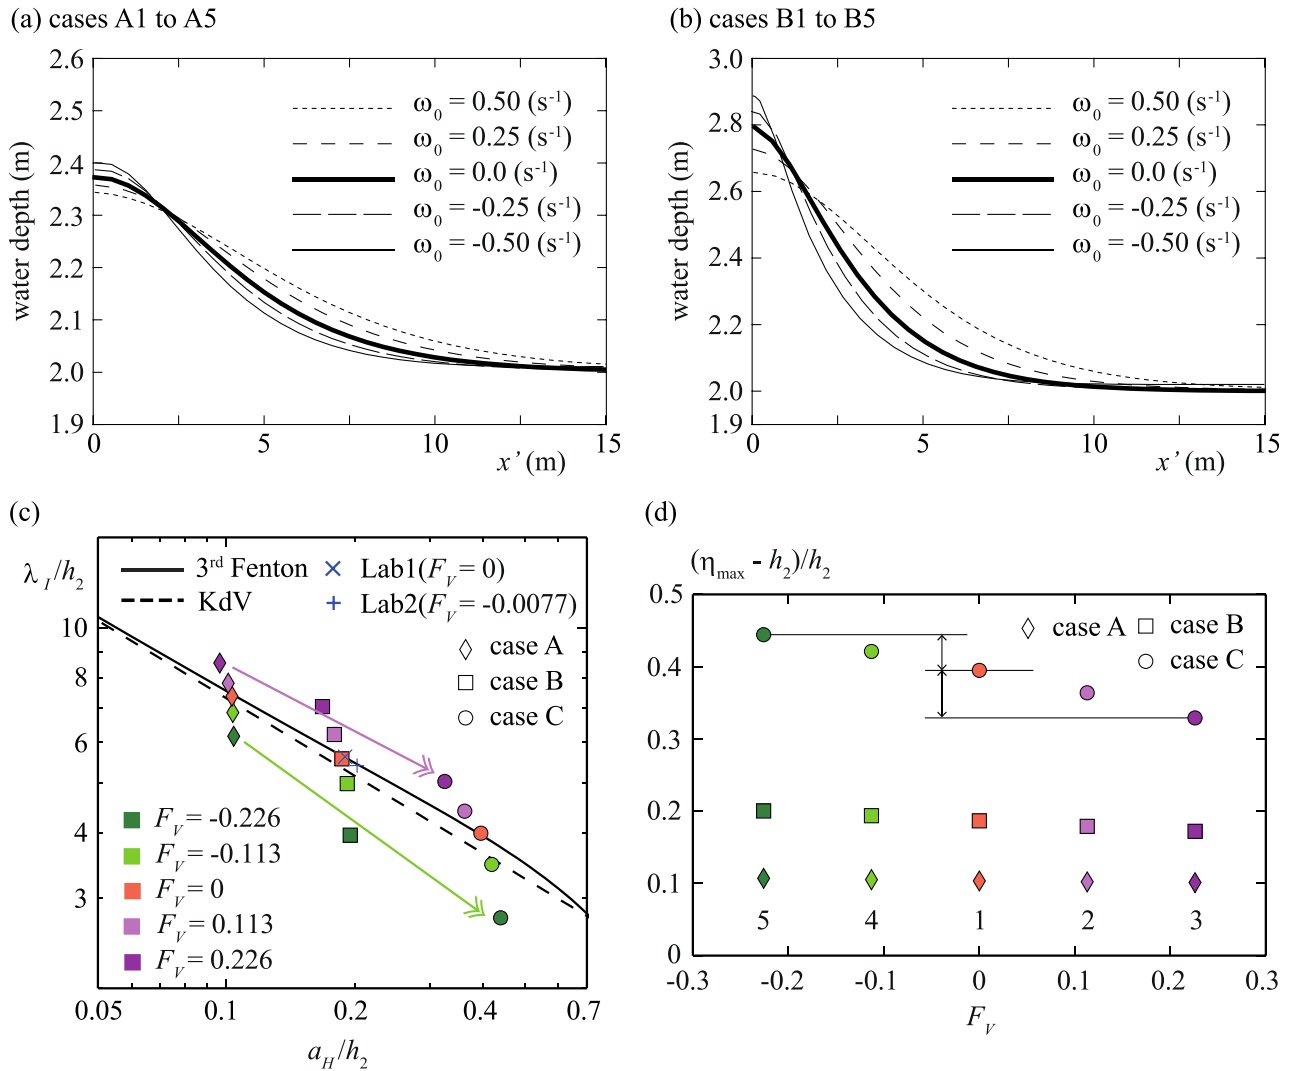 (a) cases A1 to A5
2.6
2.5
2.4
2.3
2.2
2.1
2.0
1.9
water depth (m)
ω0 = 0.50 (s-1)
ω0 = 0.25 (s-1)
ω0 = 0.0 (s-1)
ω0 = -0.25 (s-1)
ω0 = -0.50 (s-1)
0 5 10 15
x’ (m)
(b) cases B1 to B5
3.0
2.8
2.6
2.4
2.2
2.0
1.9
water depth (m)
ω0 = 0.50 (s-1)
ω0 = 0.25 (s-1)
ω0 = 0.0 (s-1)
ω0 = -0.25 (s-1)
ω0 = -0.50 (s-1)
0 5 10 15
x’ (m)
(c)
λI/h2
10
8
6
4
3
3rd Fenton
KdV
Lab1(FV = 0)
Lab2(FV = -0.0077)
case A
case B
case C
FV = -0.226
FV = -0.113
FV = 0
FV = 0.113
FV = 0.226
0.05 0.1 0.2 0.4 0.7
aH/h2
(d)
(ηmax - h2)/h2
0.5
0.4
0.3
0.2
0.1
0
case A
case B
case C
5 4 1 2 3
-0.3 -0.2 -0.1 0 0.1 0.2 0.3
FV